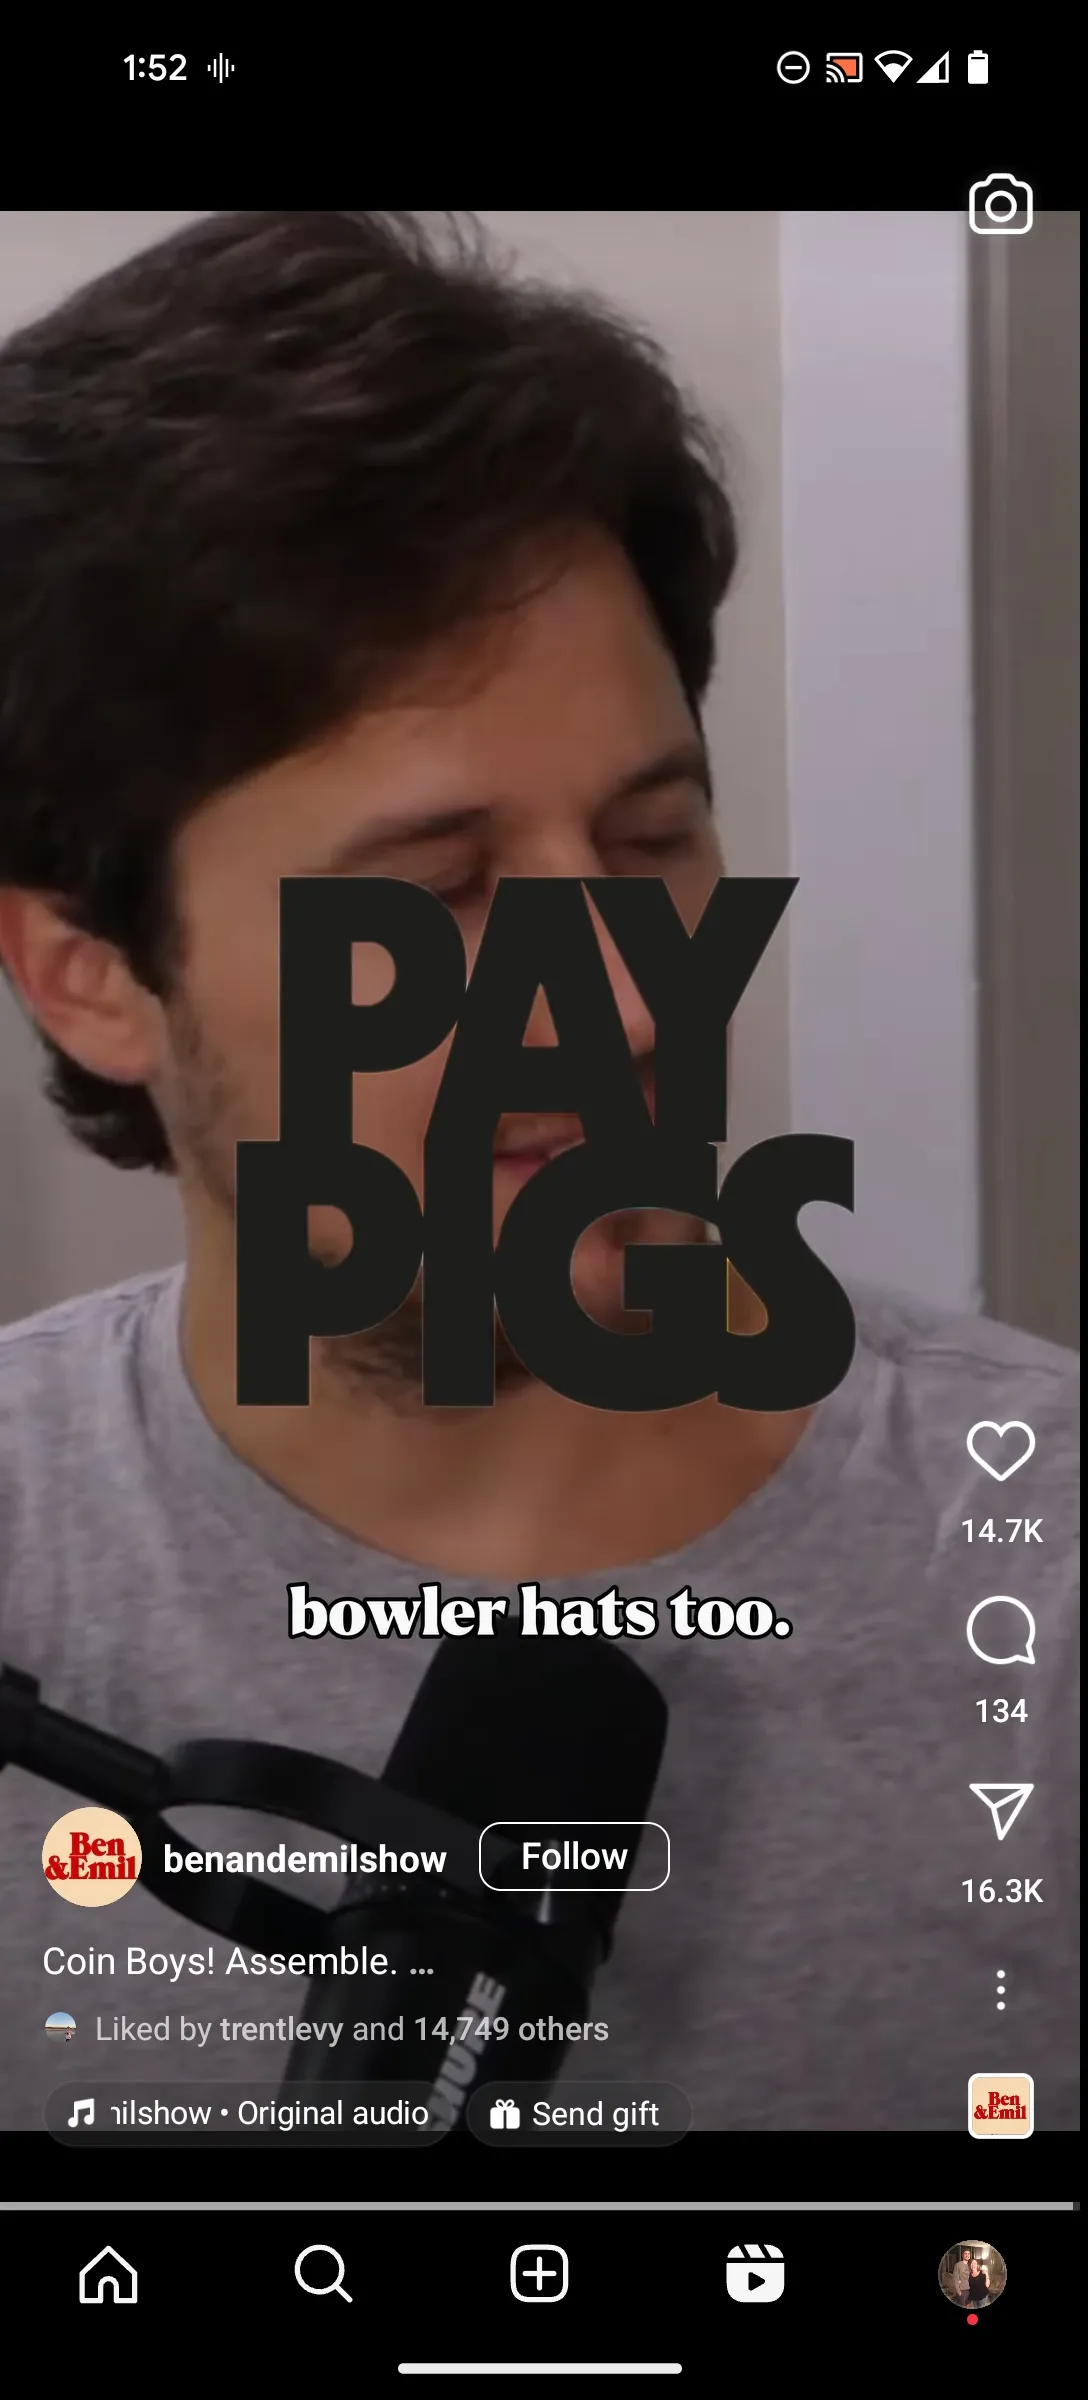 1:52
PAY
PIGS
14.7K
bowler hats too.
134
Ben
&Emil
benandemilshow
Follow
16.3K
Coin Boys! Assemble. ...
Liked by trentlevy and 14,749 others
SHURE
ilshow • Original audio
Send gift
Ben
&Emil